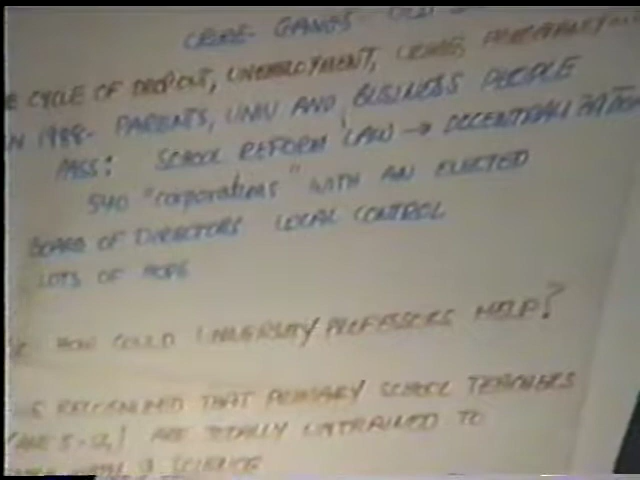 CRIME - GANGS -
E CYCLE OF DROPOUT, UNEMPLOYMENT, CRIME,
N 1988 - PARENTS, UNIV AND BUSINESS PEOPLE
PASS: SCHOOL REFORM LAW → DECENTRALIZATION
540 "corporations" WITH AN ELECTED
BOARD OF DIRECTORS LOCAL CONTROL
LOTS OF HOPE
HOW COULD UNIVERSITY PROFESSORS HELP?
RECOGNIZED THAT PRIMARY SCHOOL TEACHERS
ARE TOTALLY UNTRAINED TO
SCIENCE